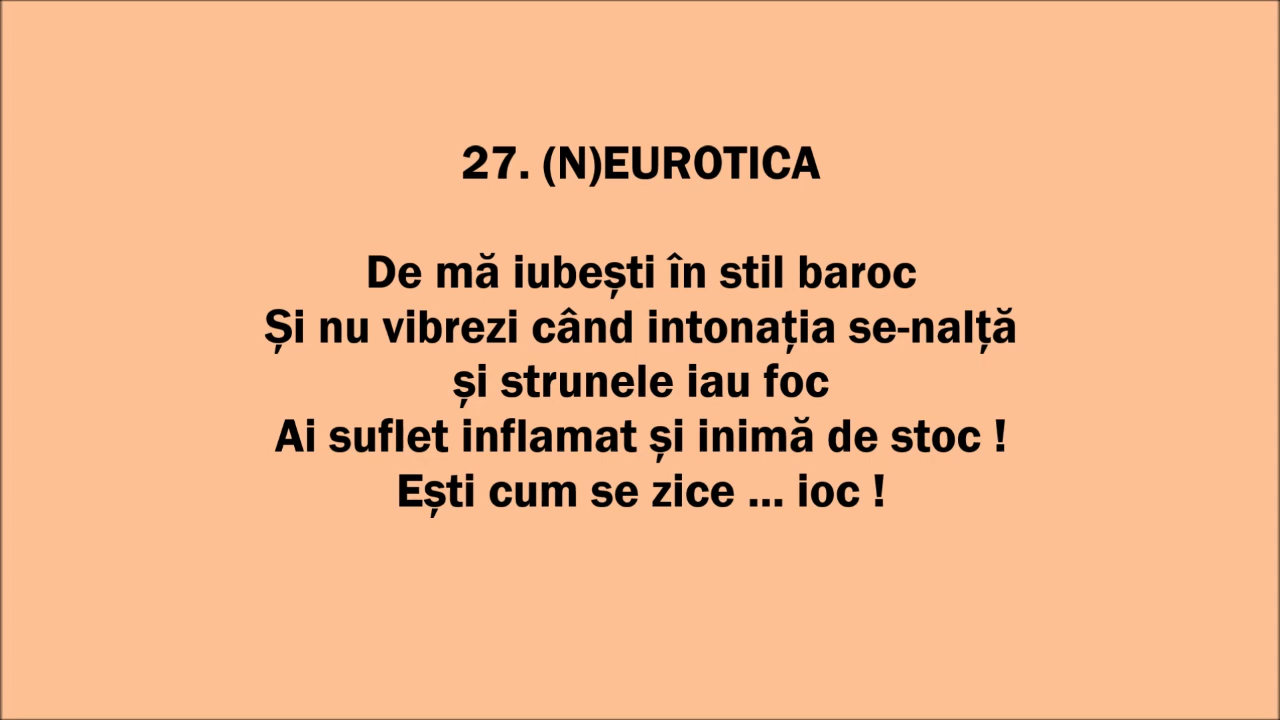 27. (N)EUROTICA
De mă iubești în stil baroc
Și nu vibrezi când intonația se-nalță
și strunele iau foc
Ai suflet inflamat și inimă de stoc !
Ești cum se zice ... ioc !